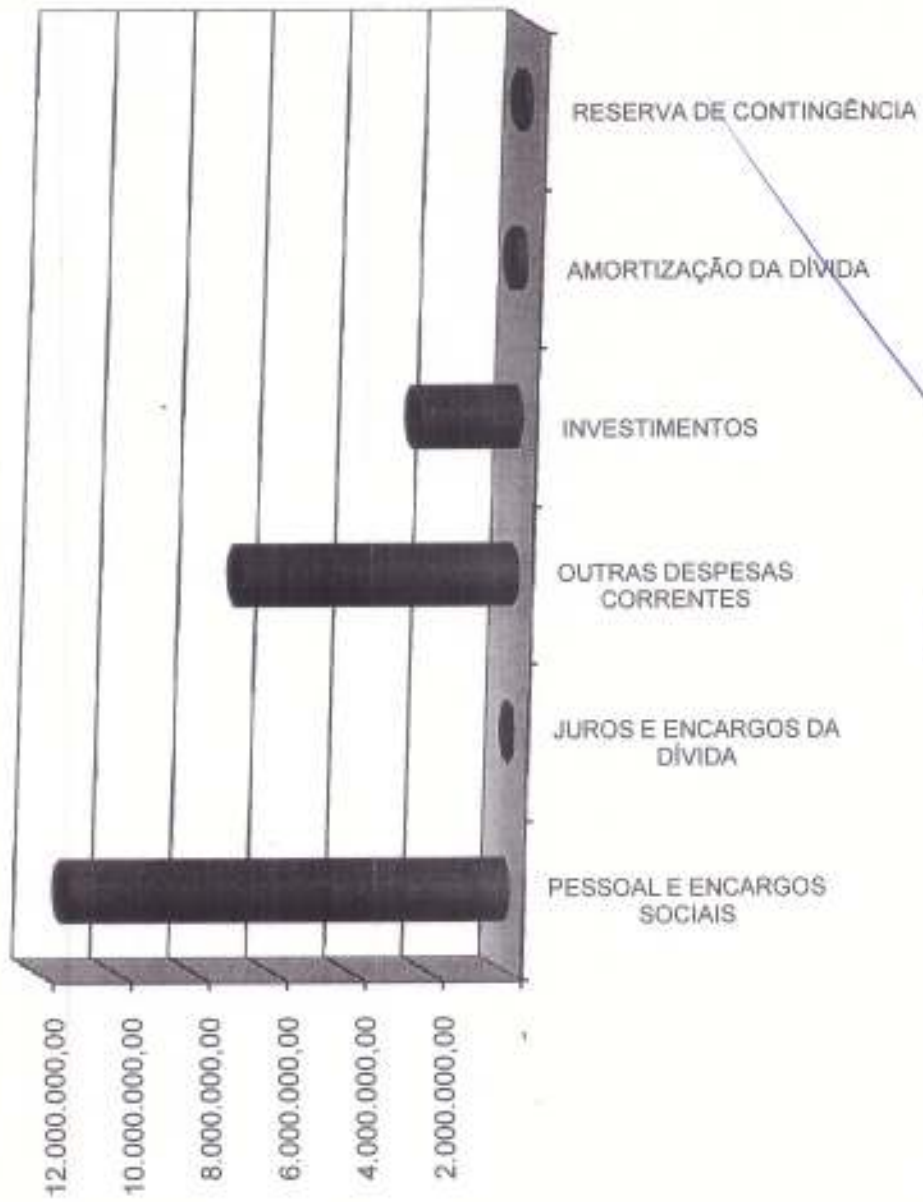 RESERVA DE CONTINGÊNCIA
AMORTIZAÇÃO DA DÍVIDA
INVESTIMENTOS
OUTRAS DESPESAS
CORRENTES
JUROS E ENCARGOS DA
DÍVIDA
PESSOAL E ENCARGOS
SOCIAIS
12.000.000,00
10.000.000,00
8.000.000,00
6.000.000,00
4.000.000,00
2.000.000,00
-